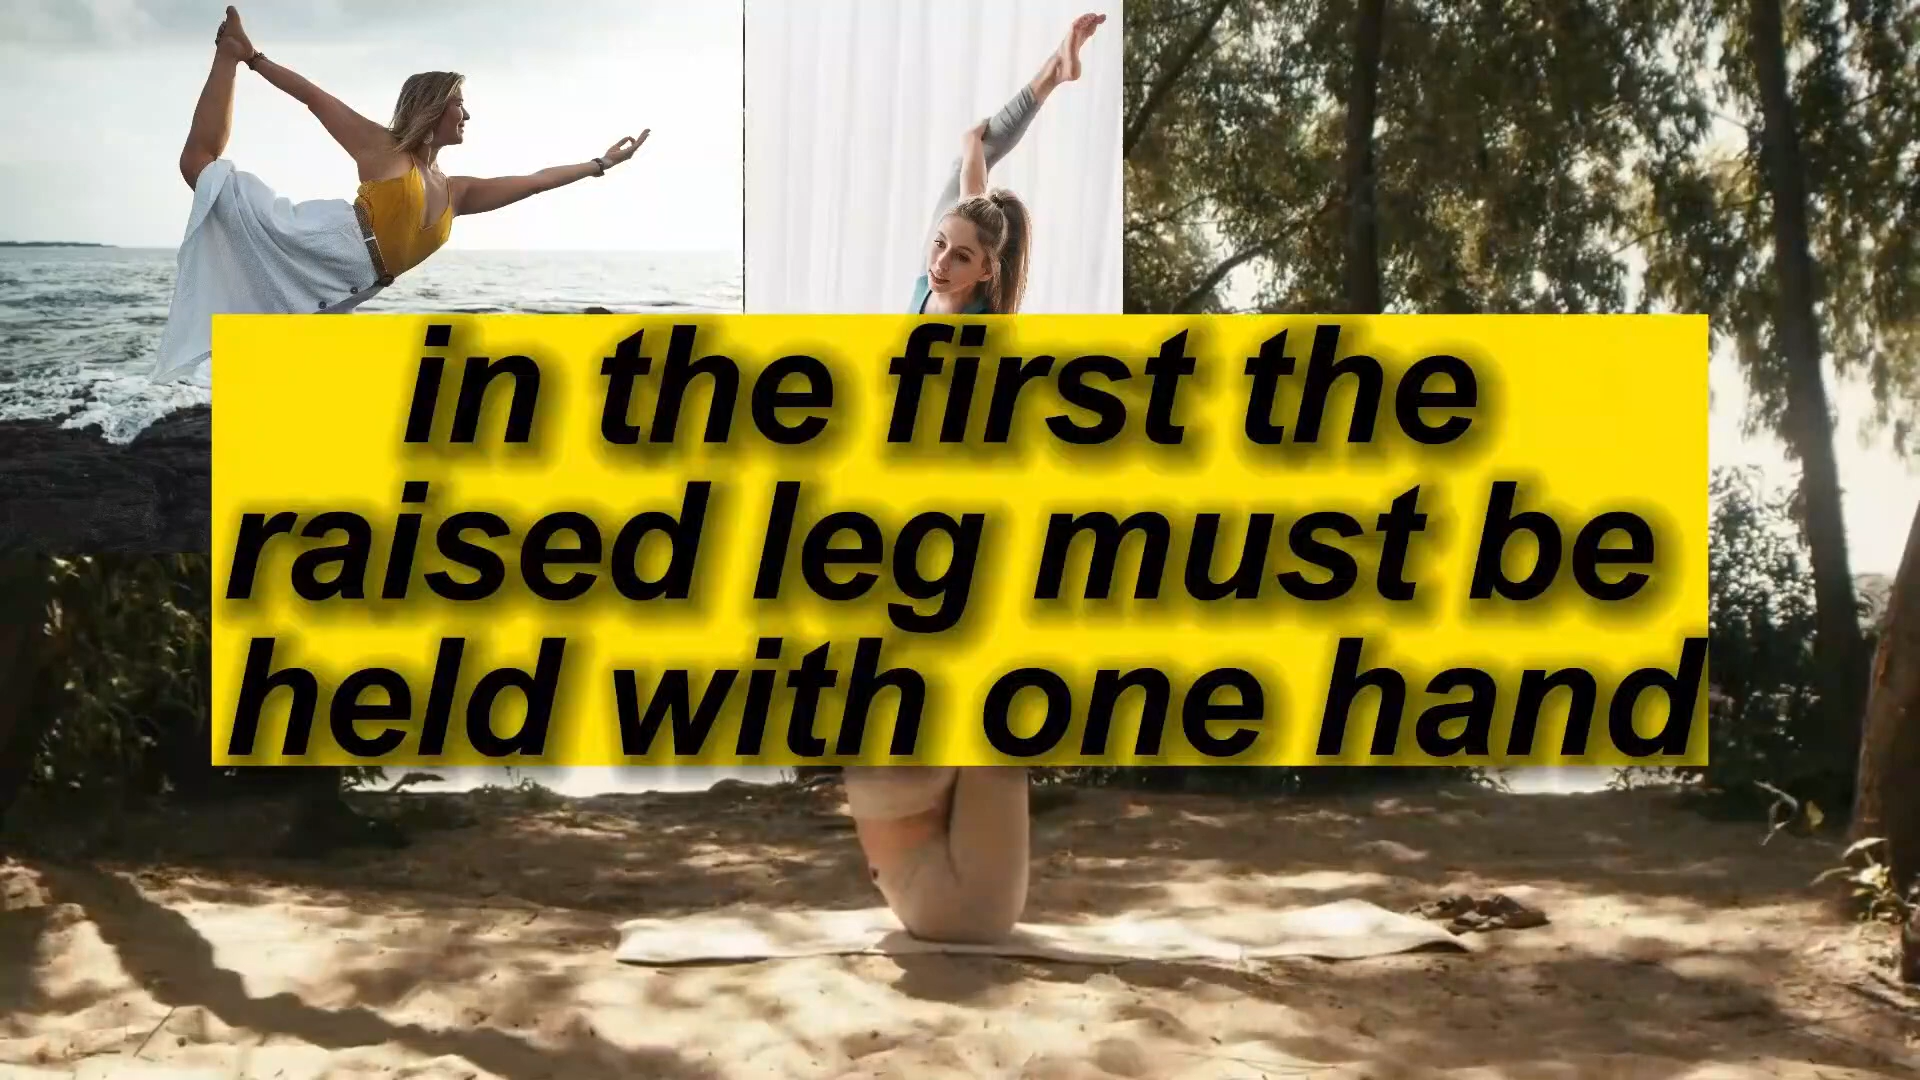 in the first the
raised leg must be
held with one hand